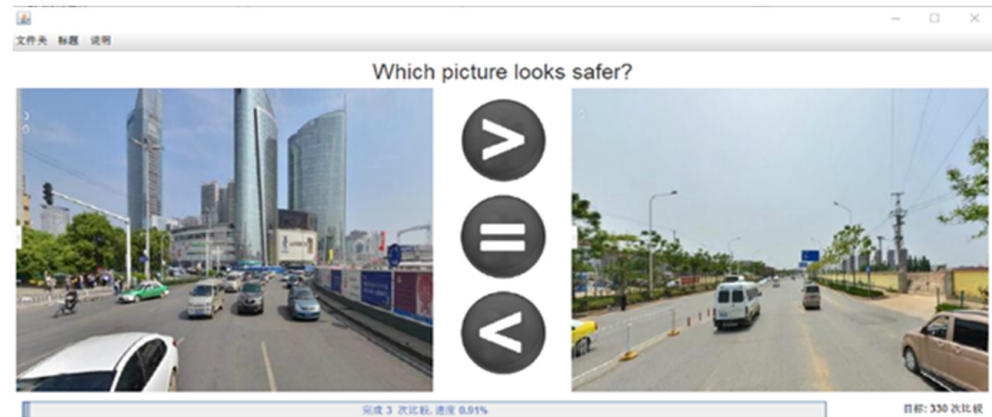 文件夹 标题 说明
Which picture looks safer?
>
=
<
完成 3 次比较, 进度 0.91%
目标: 330 次比较